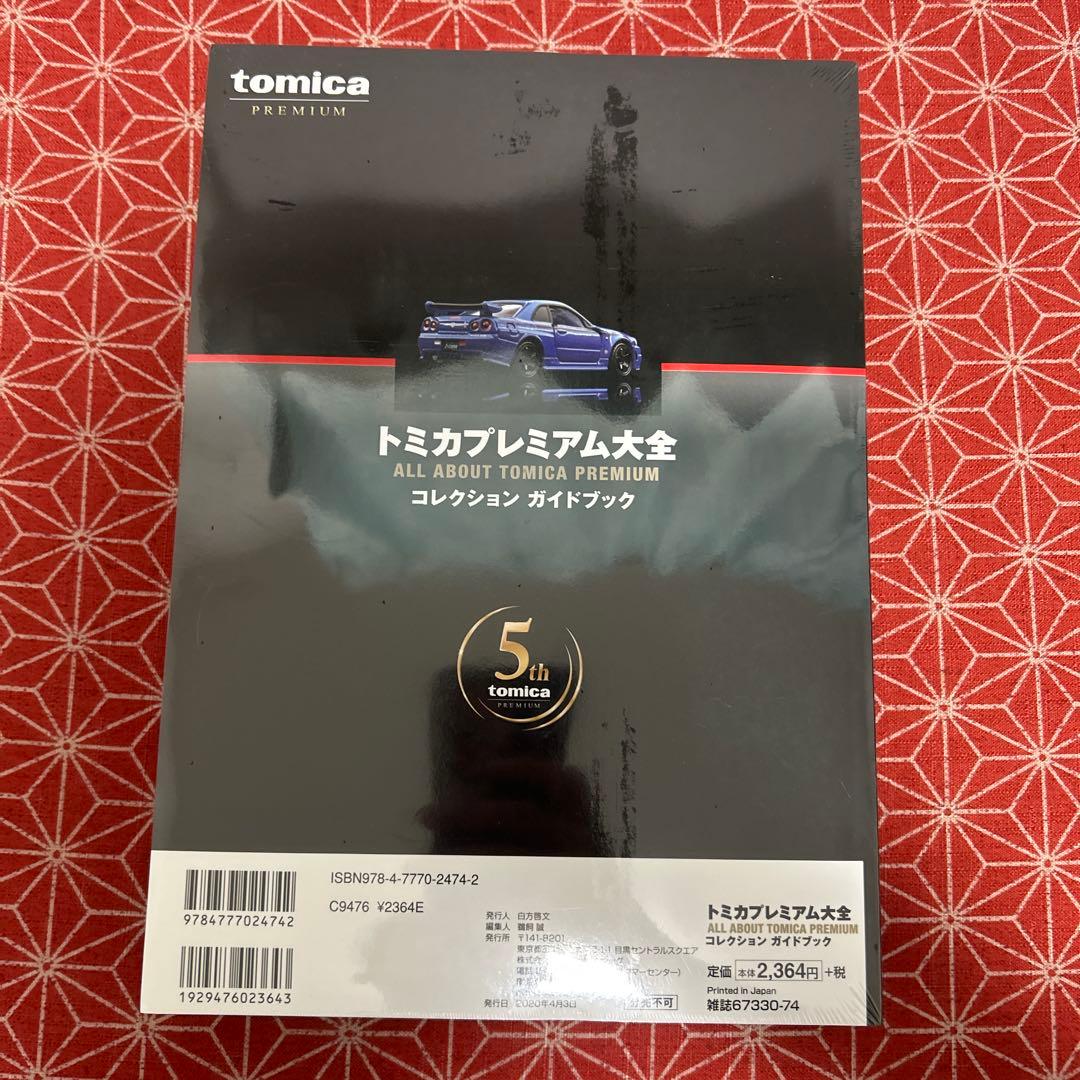 tomica
PREMIUM
トミカプレミアム大全
ALL ABOUT TOMICA PREMIUM
コレクション ガイドブック
5th
tomica
PREMIUM
ISBN978-4-7770-2474-2
C9476 ¥2364E
9784777024742
1929476023643
発行人 白方啓文
編集人 鵜飼 誠
発行所 〒141-8201
東京都 1-1 目黒セントラルスクエア
株式会
マーセンター)
発行日 2020年4月3日
分売不可
トミカプレミアム大全
ALL ABOUT TOMICA PREMIUM
コレクション ガイドブック
定価 本体2,364円 +税
Printed in Japan
雑誌67330-74